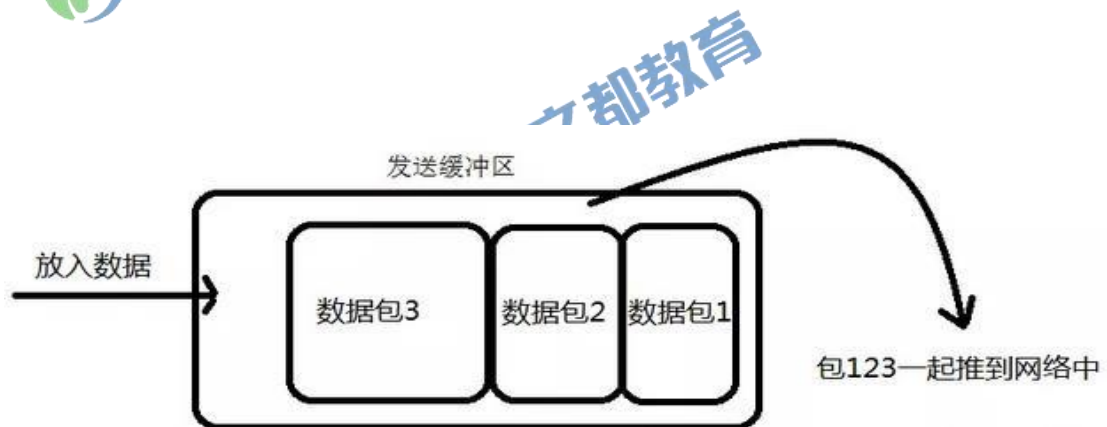 文都教育
发送缓冲区
放入数据
数据包3
数据包2
数据包1
包123一起推到网络中